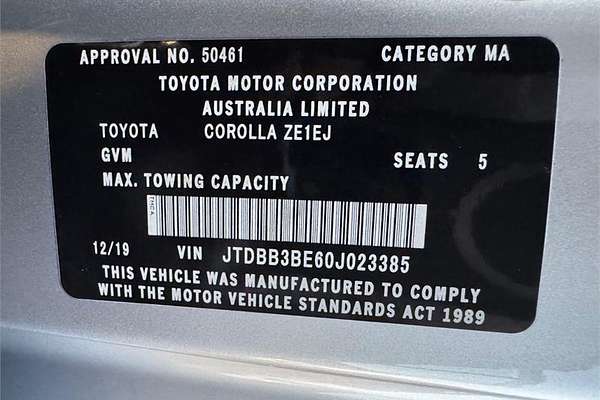 APPROVAL NO. 50461 CATEGORY MA
TOYOTA MOTOR CORPORATION
AUSTRALIA LIMITED
TOYOTA COROLLA ZE1EJ
GVM SEATS 5
MAX. TOWING CAPACITY
TMCA
12/19 VIN JTDBB3BE60J023385
THIS VEHICLE WAS MANUFACTURED TO COMPLY
WITH THE MOTOR VEHICLE STANDARDS ACT 1989